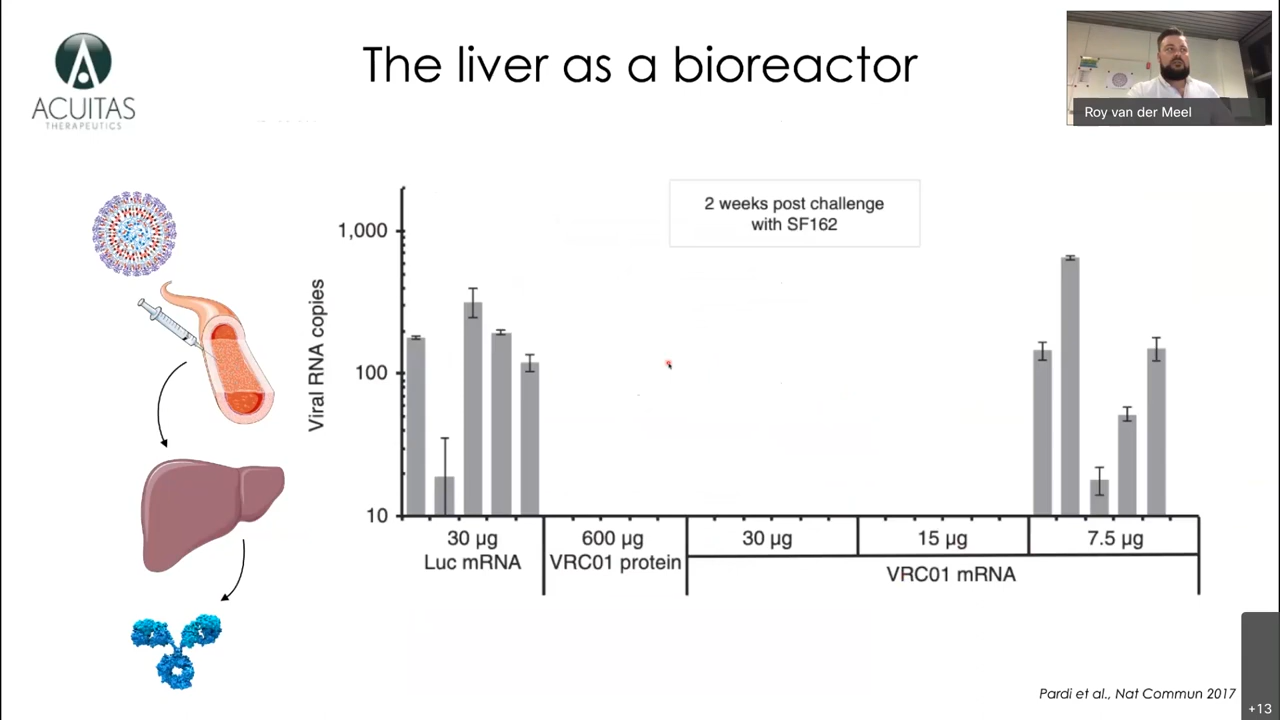 ACUITAS
THERAPEUTICS
The liver as a bioreactor
Roy van der Meel
2 weeks post challenge
with SF162
Viral RNA copies
1,000
100
10
30 µg
Luc mRNA
600 µg
VRC01 protein
30 µg
15 µg
7.5 µg
VRC01 mRNA
Pardi et al., Nat Commun 2017
+13